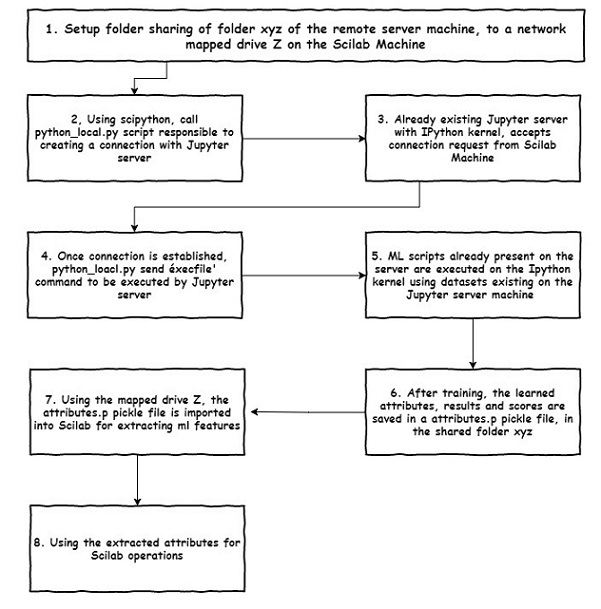 1. Setup folder sharing of folder xyz of the remote server machine, to a network
mapped drive Z on the Scilab Machine
2, Using scipython, call
python_local.py script responsible to
creating a connection with Jupyter
server
3. Already existing Jupyter server
with IPython kernel, accepts
connection request from Scilab
Machine
4. Once connection is established,
python_loacl.py send éxecfile'
command to be executed by Jupyter
server
5. ML scripts already present on the
server are executed on the Ipython
kernel using datasets existing on the
Jupyter server machine
6. After training, the learned
attributes, results and scores are
saved in a attributes.p pickle file, in
the shared folder xyz
7. Using the mapped drive Z, the
attributes.p pickle file is imported
into Scilab for extracting ml features
8. Using the extracted attributes for
Scilab operations